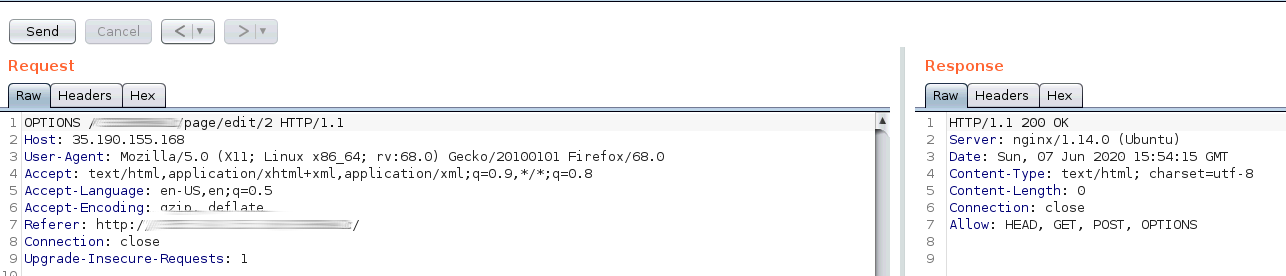 Send Cancel < ▼ > ▼
Request
Raw Headers Hex
1 OPTIONS / /page/edit/2 HTTP/1.1
2 Host: 35.190.155.168
3 User-Agent: Mozilla/5.0 (X11; Linux x86_64; rv:68.0) Gecko/20100101 Firefox/68.0
4 Accept: text/html,application/xhtml+xml,application/xml;q=0.9,*/*;q=0.8
5 Accept-Language: en-US,en;q=0.5
6 Accept-Encoding: gzip, deflate
7 Referer: http:/ /
8 Connection: close
9 Upgrade-Insecure-Requests: 1
10
Response
Raw Headers Hex
1 HTTP/1.1 200 OK
2 Server: nginx/1.14.0 (Ubuntu)
3 Date: Sun, 07 Jun 2020 15:54:15 GMT
4 Content-Type: text/html; charset=utf-8
5 Content-Length: 0
6 Connection: close
7 Allow: HEAD, GET, POST, OPTIONS
8
9